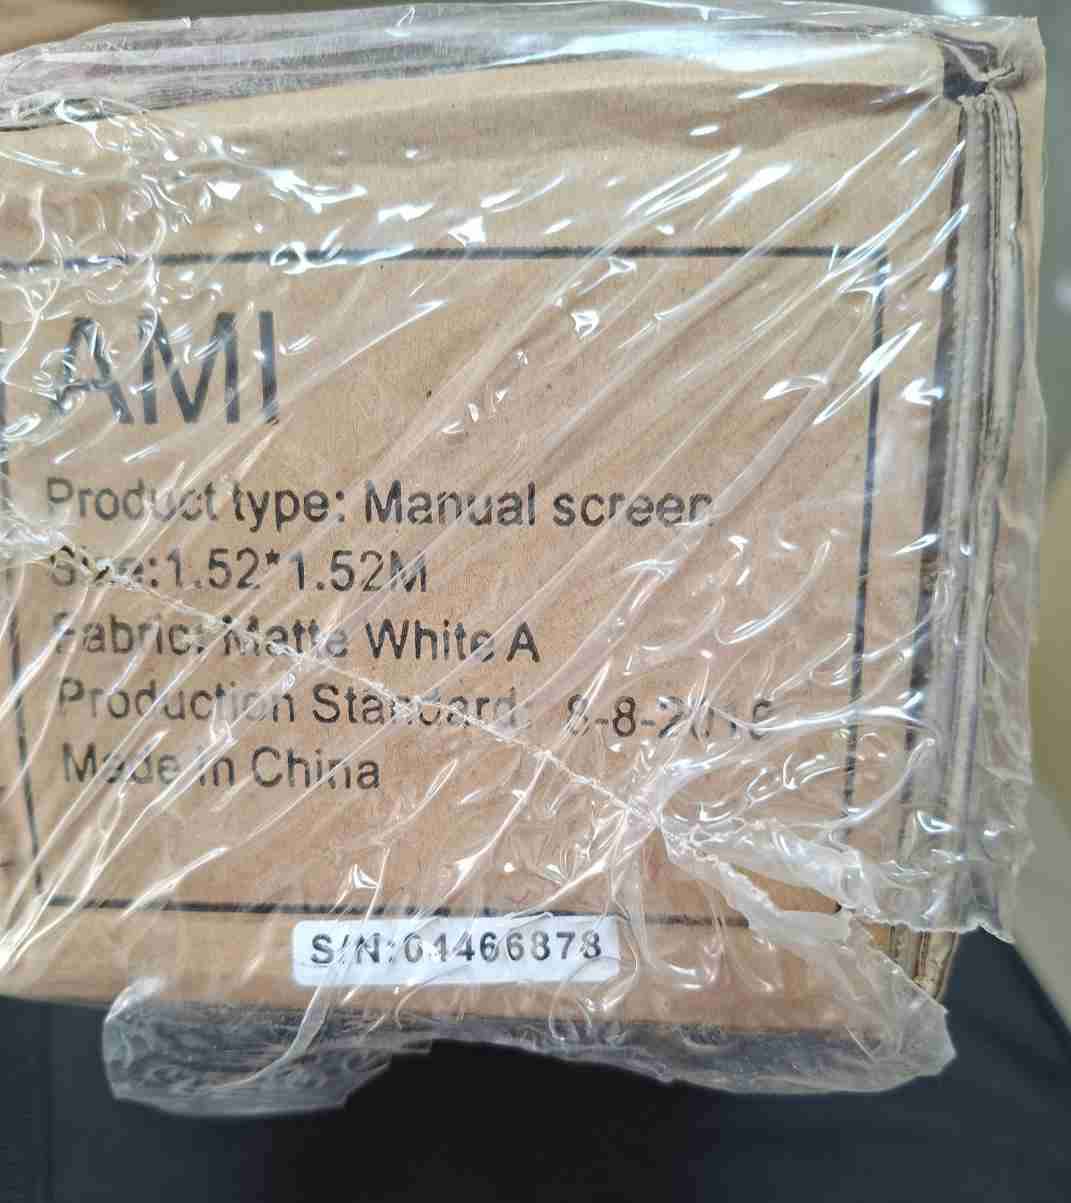 AMI
Product type: Manual screen
Size:1.52*1.52M
Fabric: Matte White A
Production Standard:
Made in China
S/N:04466878